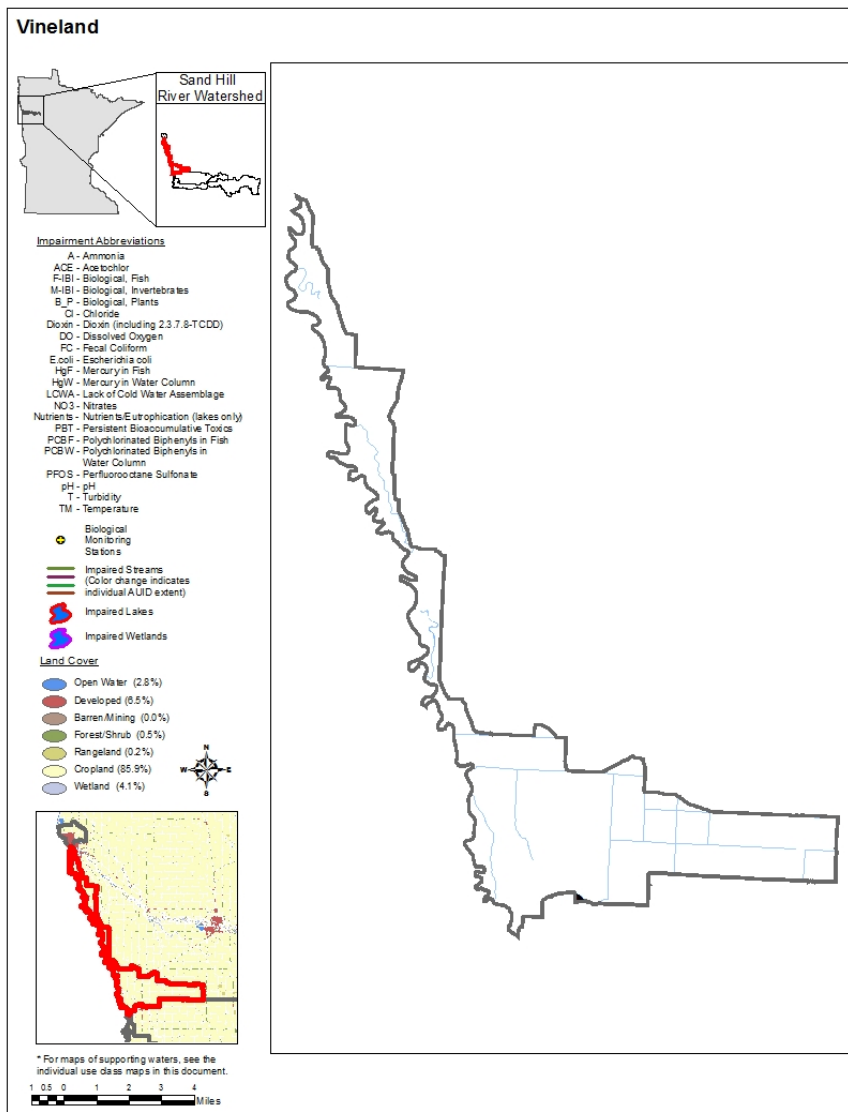 Vineland
Sand Hill
River Watershed
Impairment Abbreviations
A - Ammonia
ACE - Acetochlor
F-IBI - Biological, Fish
M-IBI - Biological, Invertebrates
B_P - Biological, Plants
Cl - Chloride
Dioxin - Dioxin (including 2.3.7.8-TCDD)
DO - Dissolved Oxygen
FC - Fecal Coliform
E.coli - Escherichia coli
HgF - Mercury in Fish
HgW - Mercury in Water Column
LCWA - Lack of Cold Water Assemblage
NO3 - Nitrates
Nutrients - Nutrients/Eutrophication (lakes only)
PBT - Persistent Bioaccumulative Toxics
PCBF - Polychlorinated Biphenyls in Fish
PCBW - Polychlorinated Biphenyls in
Water Column
PFOS - Perfluorooctane Sulfonate
pH - pH
T - Turbidity
TM - Temperature
Biological
Monitoring
Stations
Impaired Streams
(Color change indicates
individual AUID extent)
Impaired Lakes
Impaired Wetlands
Land Cover
Open Water (2.8%)
Developed (6.5%)
Barren/Mining (0.0%)
Forest/Shrub (0.5%)
Rangeland (0.2%)
Cropland (85.9%)
Wetland (4.1%)
N
W E
S
* For maps of supporting waters, see the
individual use class maps in this document.
1 0.5 0 1 2 3 4
Miles